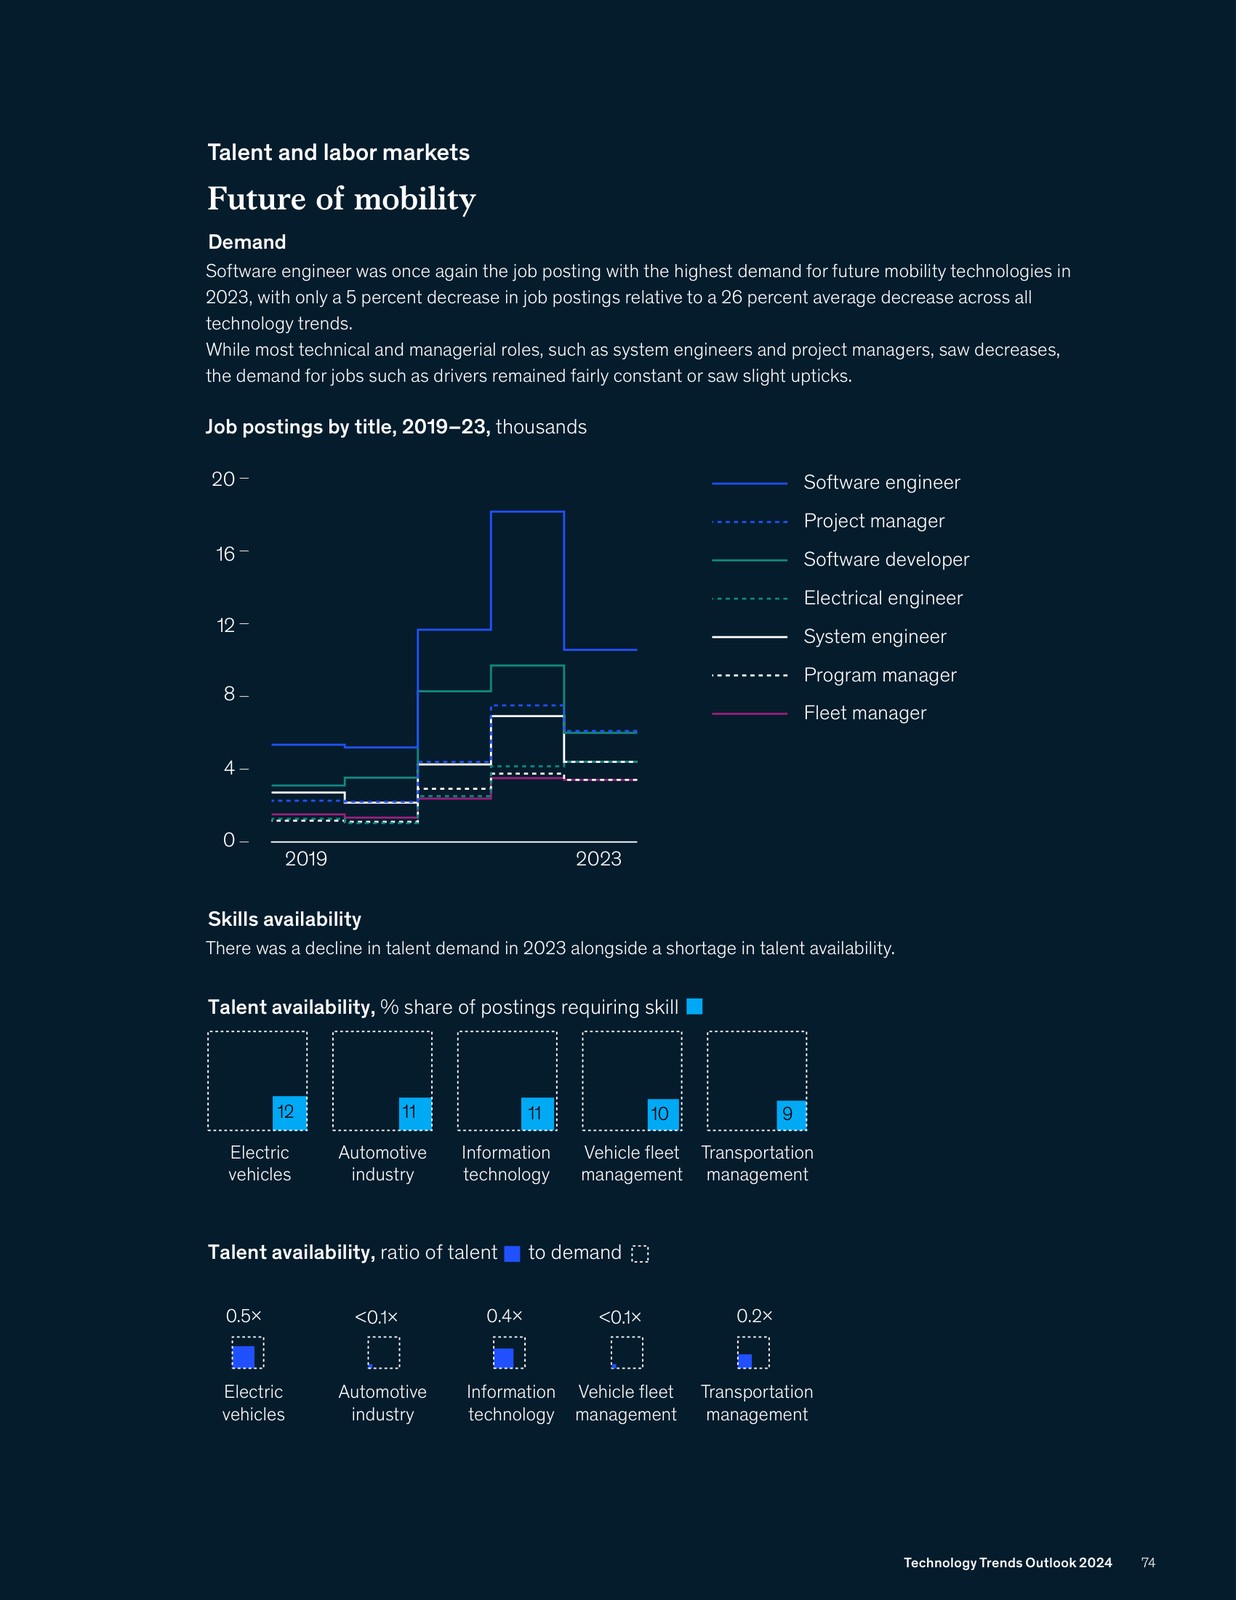 Talent and labor markets
Future of mobility
Demand
Software engineer was once again the job posting with the highest demand for future mobility technologies in
2023, with only a 5 percent decrease in job postings relative to a 26 percent average decrease across all
technology trends.
While most technical and managerial roles, such as system engineers and project managers, saw decreases,
the demand for jobs such as drivers remained fairly constant or saw slight upticks.
Job postings by title, 2019–23, thousands
20
16
12
8
4
0
2019 2023
Software engineer
Project manager
Software developer
Electrical engineer
System engineer
Program manager
Fleet manager
Skills availability
There was a decline in talent demand in 2023 alongside a shortage in talent availability.
Talent availability, % share of postings requiring skill
12 11 11 10 9
Electric Automotive Information Vehicle fleet Transportation
vehicles industry technology management management
Talent availability, ratio of talent to demand
0.5× <0.1× 0.4× <0.1× 0.2×
Electric Automotive Information Vehicle fleet Transportation
vehicles industry technology management management
Technology Trends Outlook 2024 74